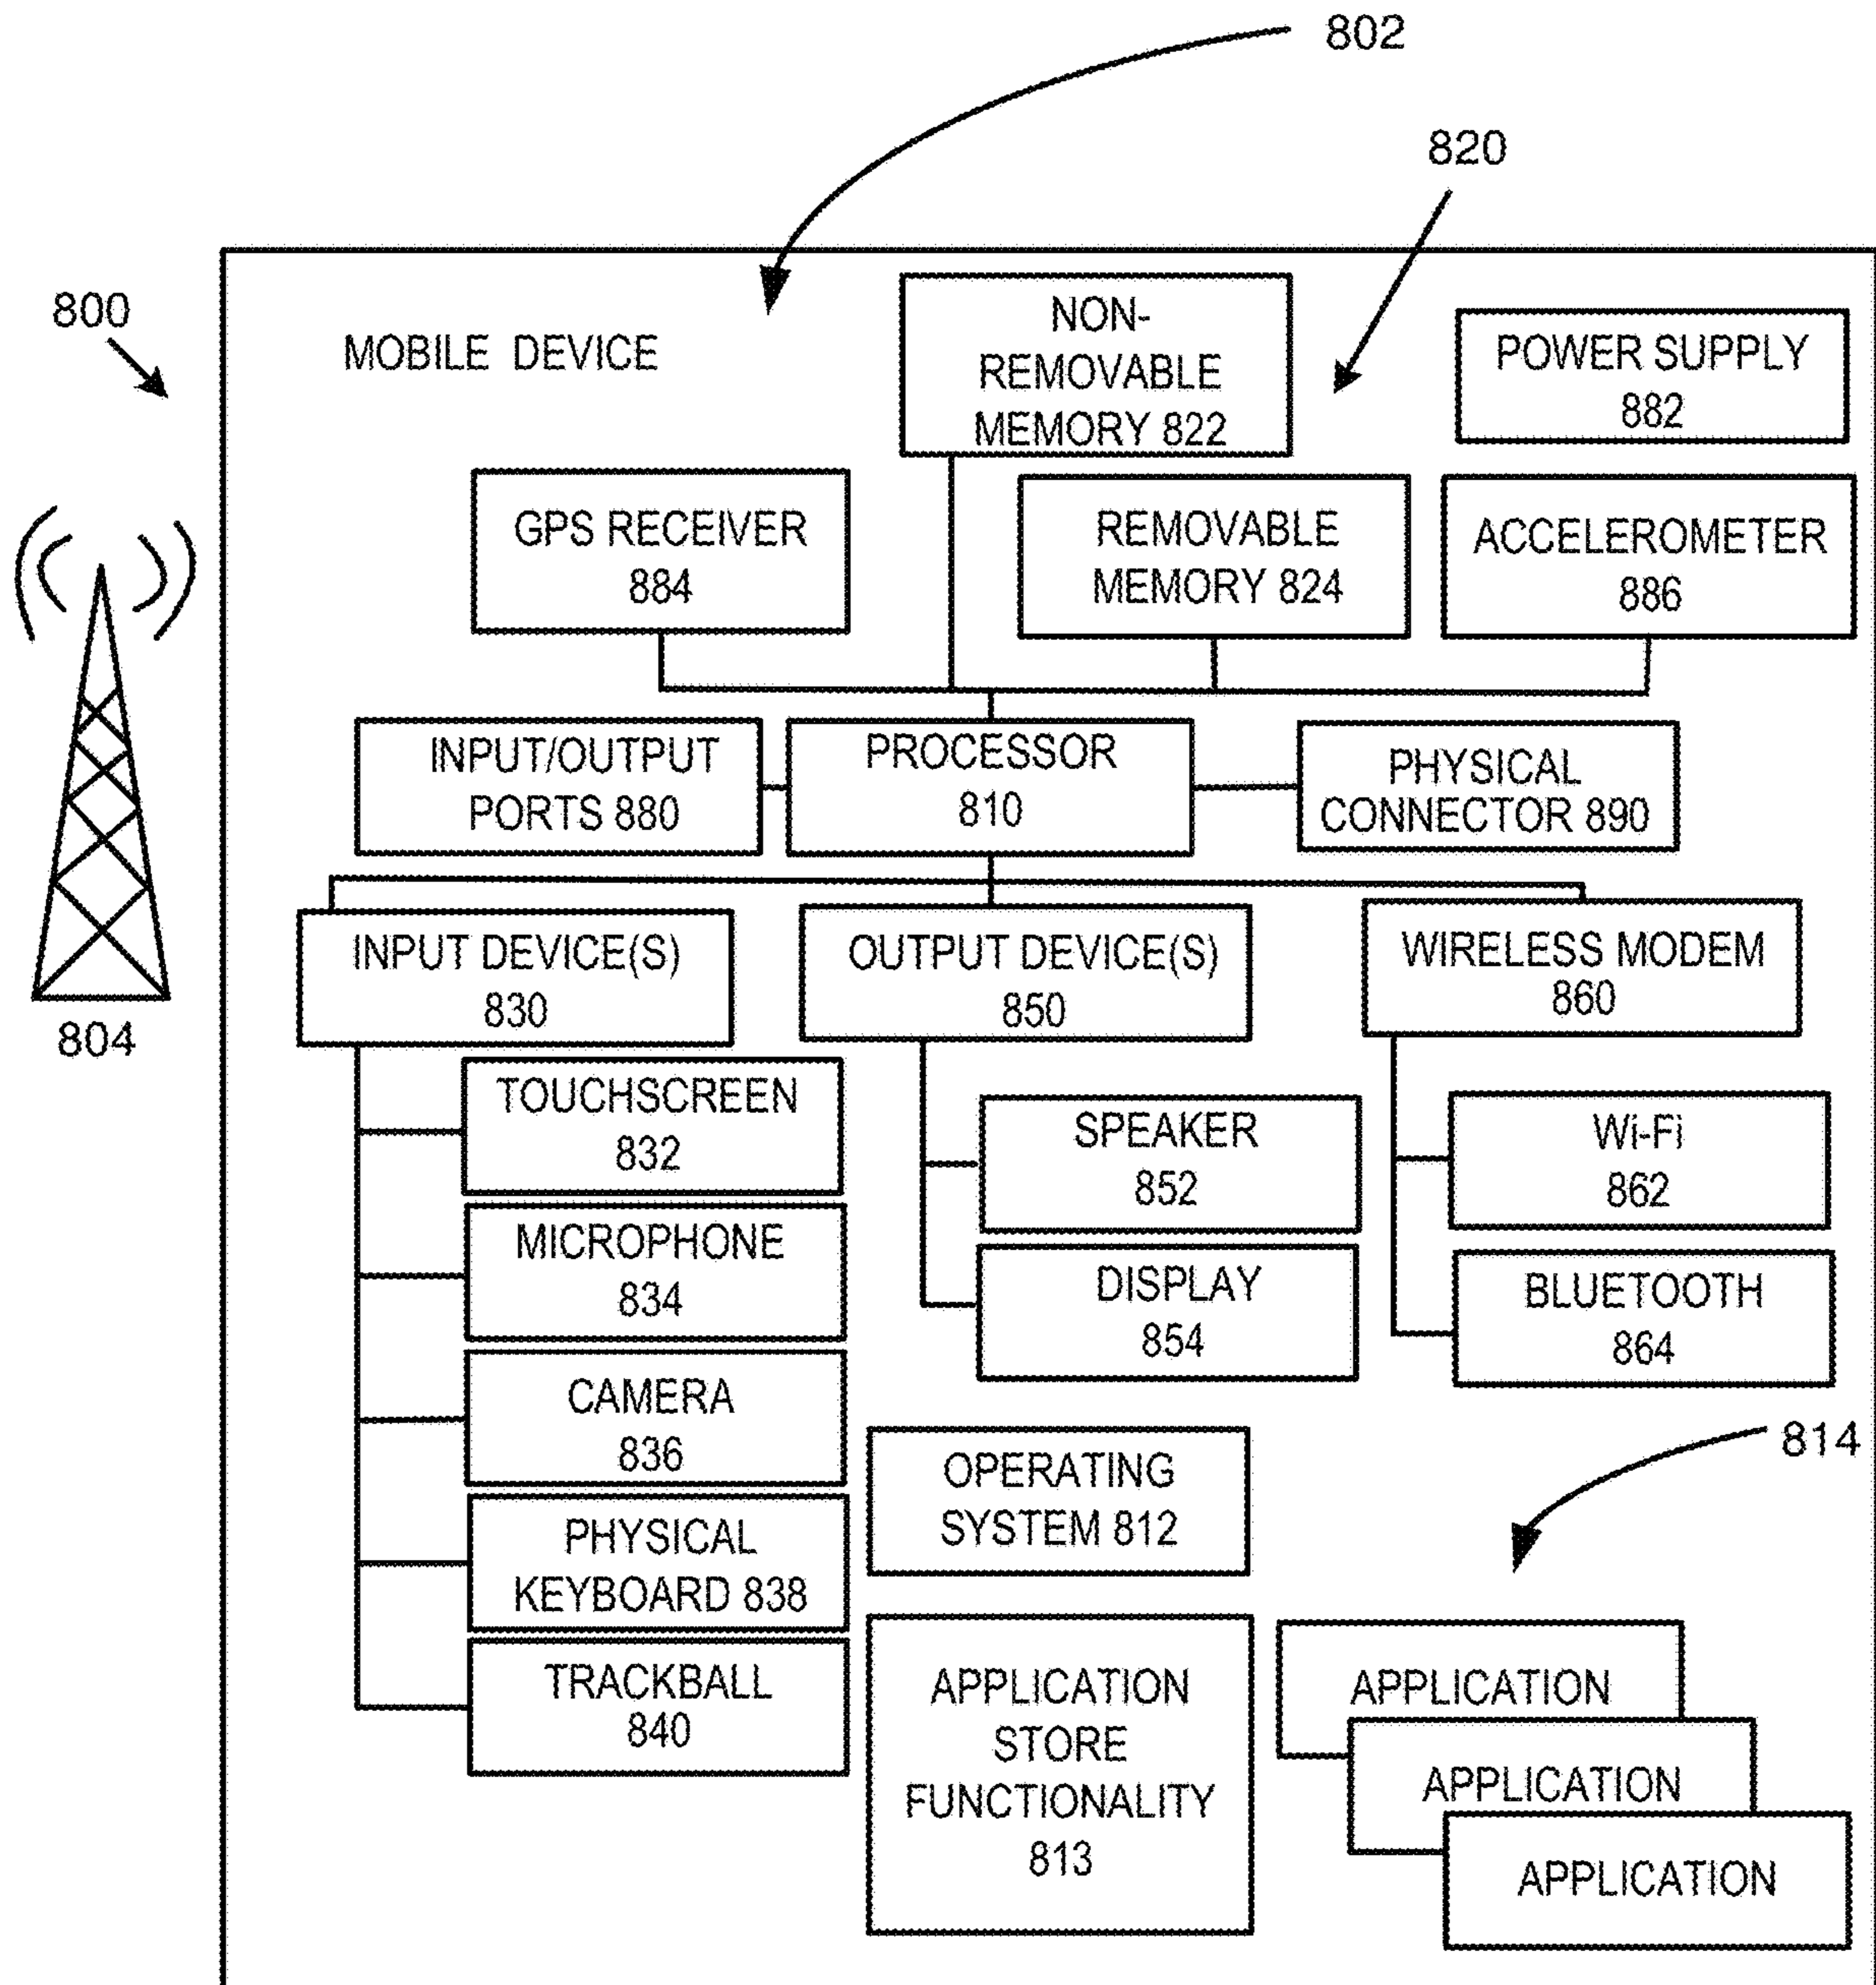 802
820
800
MOBILE DEVICE
NON-
REMOVABLE
MEMORY 822
POWER SUPPLY
882
GPS RECEIVER
884
REMOVABLE
MEMORY 824
ACCELEROMETER
886
INPUT/OUTPUT
PORTS 880
PROCESSOR
810
PHYSICAL
CONNECTOR 890
INPUT DEVICE(S)
830
OUTPUT DEVICE(S)
850
WIRELESS MODEM
860
804
TOUCHSCREEN
832
MICROPHONE
834
CAMERA
836
PHYSICAL
KEYBOARD 838
TRACKBALL
840
SPEAKER
852
DISPLAY
854
Wi-Fi
862
BLUETOOTH
864
OPERATING
SYSTEM 812
814
APPLICATION
STORE
FUNCTIONALITY
813
APPLICATION
APPLICATION
APPLICATION